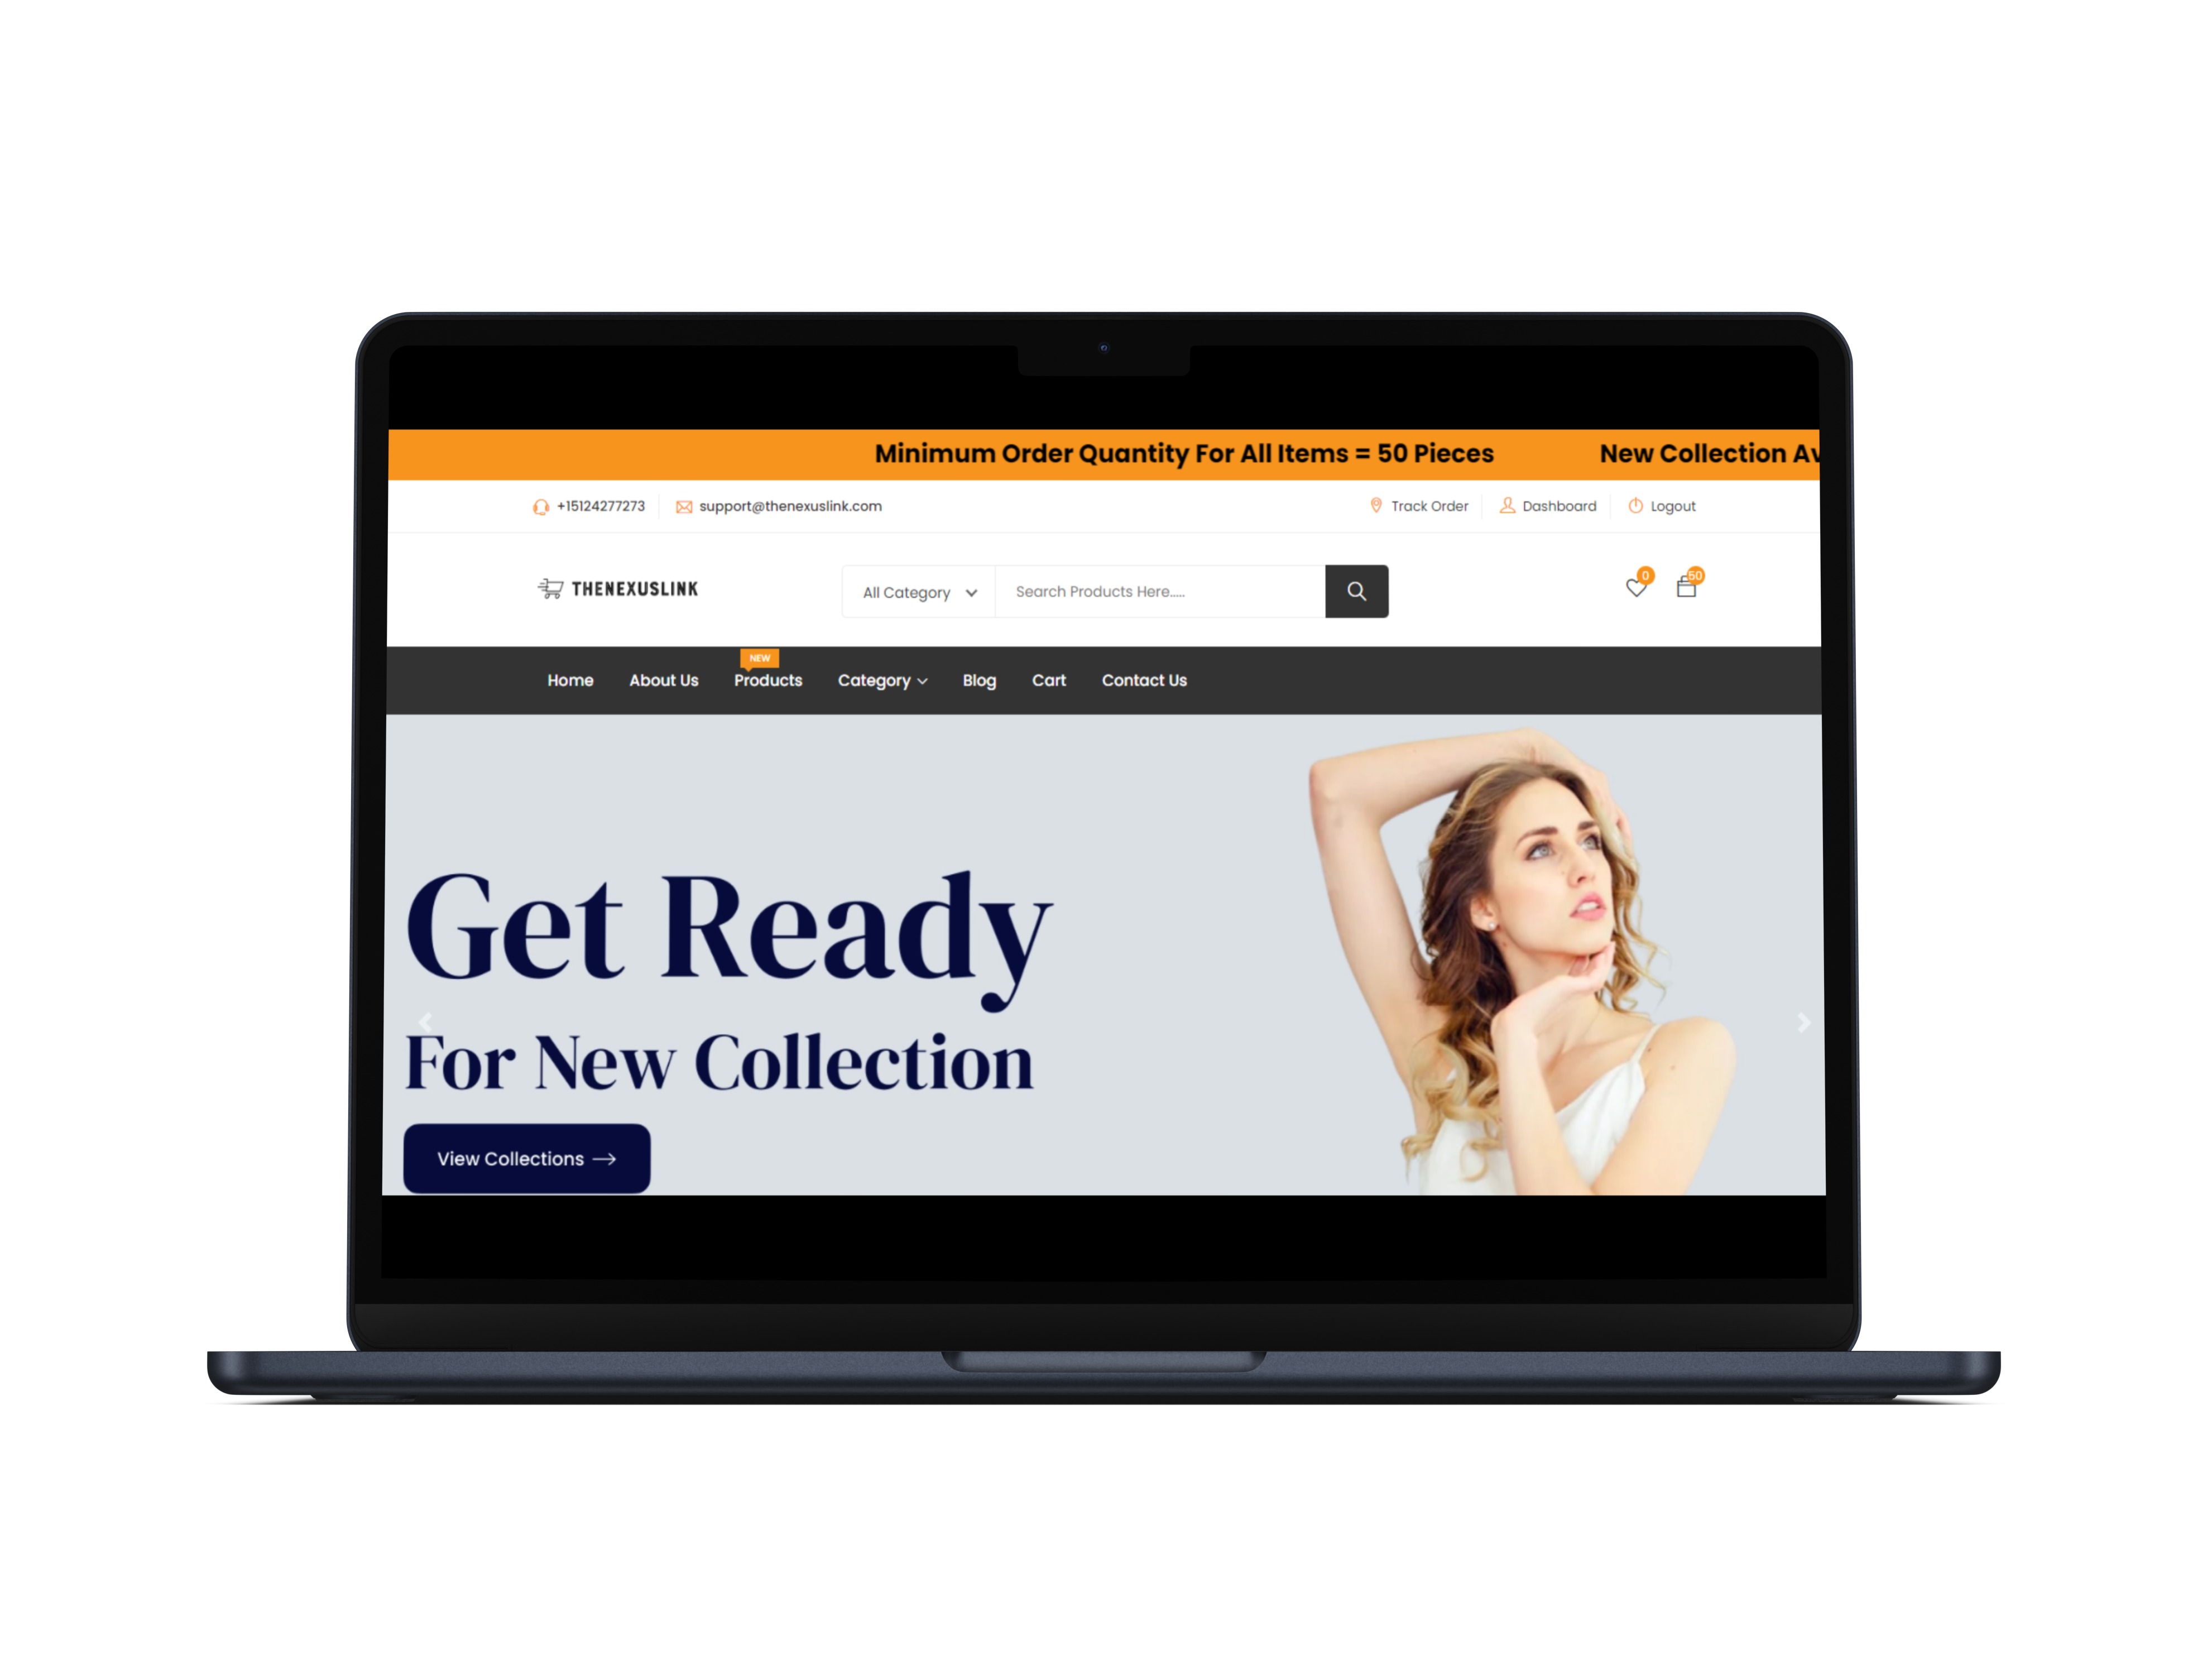 Minimum Order Quantity For All Items = 50 Pieces New Collection Av
+15124277273 support@thenexuslink.com Track Order Dashboard Logout
THENEXUSLINK All Category Search Products Here..... 0 50
NEW
Home About Us Products Category Blog Cart Contact Us
Get Ready
For New Collection
View Collections